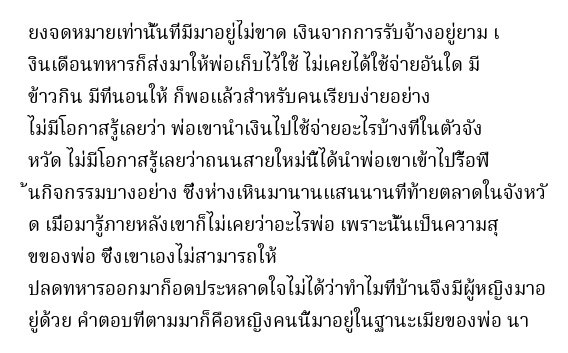 ยงจดหมายเท่านั้นที่มีมาอยู่ไม่ขาด เงินจากการรับจ้างอยู่ยาม เ
งินเดือนทหารก็ส่งมาให้พ่อเก็บไว้ใช้ ไม่เคยได้ใช้จ่ายอันใด มี
ข้าวกิน มีที่นอนให้ ก็พอแล้วสำหรับคนเรียบง่ายอย่าง
ไม่มีโอกาสรู้เลยว่า พ่อเขานำเงินไปใช้จ่ายอะไรบ้างที่ในตัวจัง
หวัด ไม่มีโอกาสรู้เลยว่าถนนสายใหม่นี้ได้นำพ่อเขาเข้าไปรื้อฟื
้นกิจกรรมบางอย่าง ซึ่งห่างเหินมานานแสนนานที่ท้ายตลาดในจังหวั
ด เมื่อมารู้ภายหลังเขาก็ไม่เคยว่าอะไรพ่อ เพราะนั้นเป็นความสุ
ขของพ่อ ซึ่งเขาเองไม่สามารถให้
ปลดทหารออกมาก็อดประหลาดใจไม่ได้ว่าทำไมที่บ้านจึงมีผู้หญิงมาอ
ยู่ด้วย คำตอบที่ตามมาก็คือหญิงคนนี้มาอยู่ในฐานะเมียของพ่อ นา